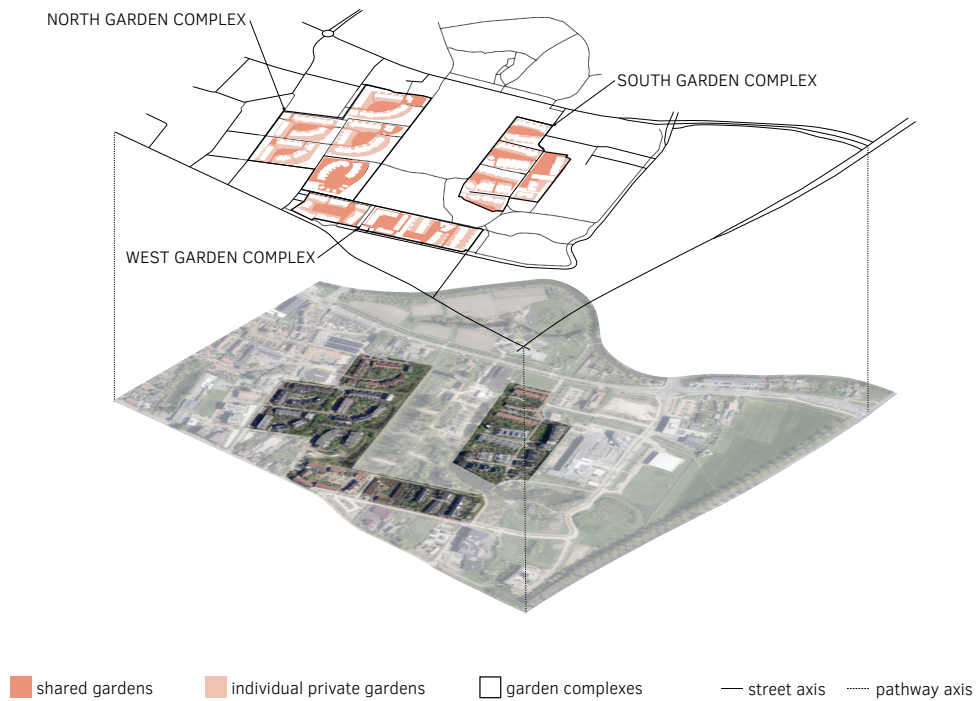 NORTH GARDEN COMPLEX
SOUTH GARDEN COMPLEX
WEST GARDEN COMPLEX
shared gardens
individual private gardens
garden complexes
street axis
pathway axis